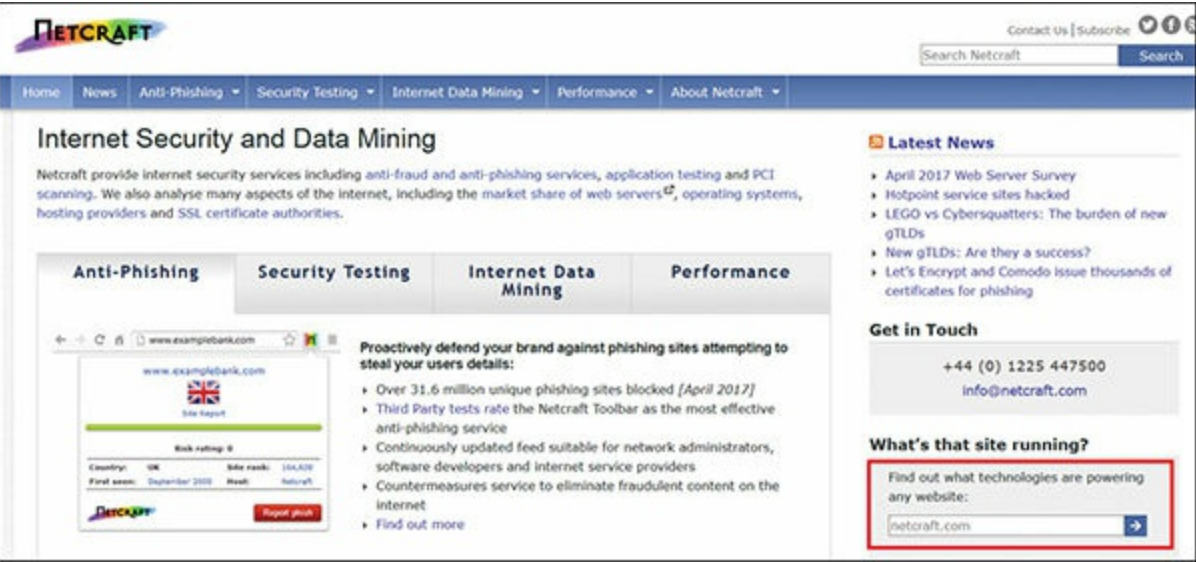 NETCRAFT
Contact Us | Subscribe
Search Netcraft
Search
Home News Anti-Phishing Security Testing Internet Data Mining Performance About Netcraft
Internet Security and Data Mining
Netcraft provide internet security services including anti-fraud and anti-phishing services, application testing and PCI
scanning. We also analyse many aspects of the internet, including the market share of web servers, operating systems,
hosting providers and SSL certificate authorities.
Anti-Phishing
Security Testing
Internet Data
Mining
Performance
www.examplebank.com
www.examplebank.com
Site Report
Risk rating: 0
Country: UK Site rank: 164,628
First seen: September 2005 Host: Netcraft
NETCRAFT
Report phish
Proactively defend your brand against phishing sites attempting to
steal your users details:
Over 31.6 million unique phishing sites blocked [April 2017]
Third Party tests rate the Netcraft Toolbar as the most effective
anti-phishing service
Continuously updated feed suitable for network administrators,
software developers and internet service providers
Countermeasures service to eliminate fraudulent content on the
internet
Find out more
Latest News
April 2017 Web Server Survey
Hotpoint service sites hacked
LEGO vs Cybersquatters: The burden of new
gTLDs
New gTLDs: Are they a success?
Let's Encrypt and Comodo issue thousands of
certificates for phishing
Get in Touch
+44 (0) 1225 447500
info@netcraft.com
What's that site running?
Find out what technologies are powering
any website:
netcraft.com